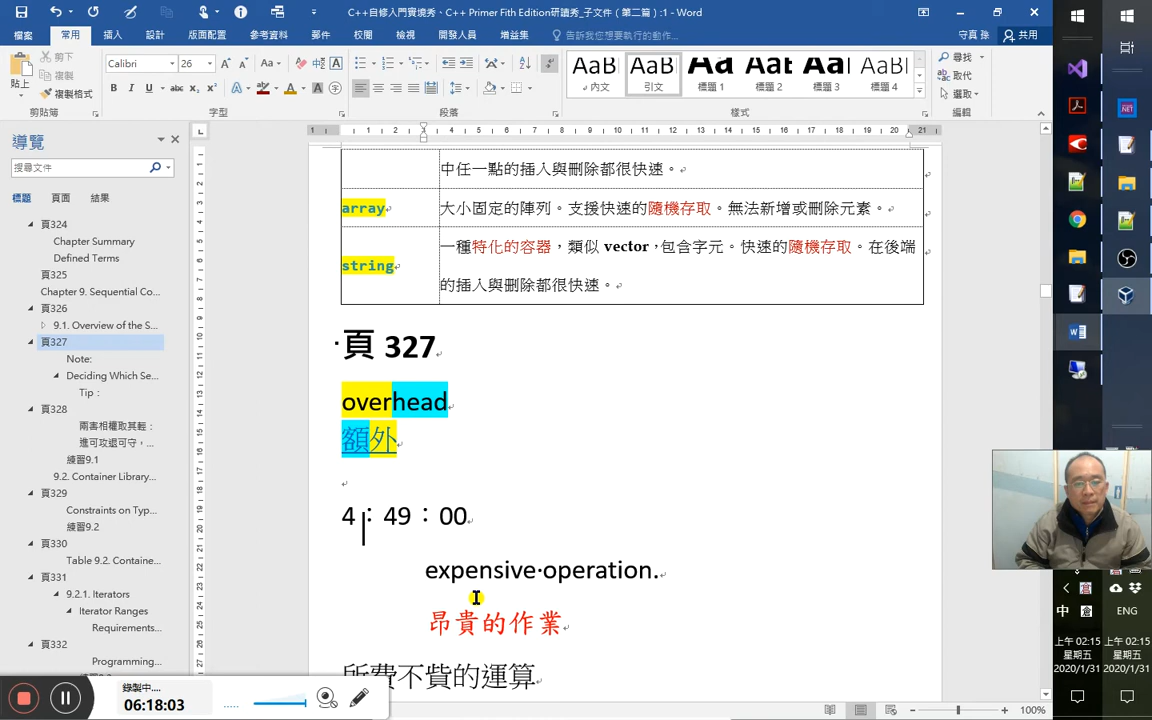 C++自修入門實境秀、C++ Primer Fith Edition研讀秀_子文件（第二篇）:1 - Word
檔案 常用 插入 設計 版面配置 參考資料 郵件 校閱 檢視 開發人員 增益集 告訴我您想要執行的動作... 守真 孫 共用
貼上 剪下 複製 複製格式 Calibri 26
AaBb AaBb AaB AaBb AaBb AaBb
內文 引文 標題 1 標題 2 標題 3 標題 4
尋找 取代 選取
剪貼簿 字型 段落 樣式 編輯
導覽
搜尋文件
標題 頁面 結果
頁324
Chapter Summary
Defined Terms
頁325
Chapter 9. Sequential Co...
頁326
9.1. Overview of the S...
頁327
Note:
Deciding Which Se...
Tip：
頁328
兩害相權取其輕：
進可攻退可守，...
練習9.1
9.2. Container Library...
頁329
Constraints on Typ...
練習9.2
頁330
Table 9.2. Containe...
頁331
9.2.1. Iterators
Iterator Ranges
Requirements...
頁332
Programming...
中任一點的插入與刪除都很快速。
array 大小固定的陣列。支援快速的隨機存取。無法新增或刪除元素。
string 一種特化的容器，類似 vector，包含字元。快速的隨機存取。在後端
的插入與刪除都很快速。
頁 327
overhead
額外
4：49：00
expensive operation.
昂貴的作業
所費不貲的運算
錄製中....
06:18:03
100%
中 倉 ENG
上午 02:15 上午 02:15
星期五 星期五
2020/1/31 2020/1/31